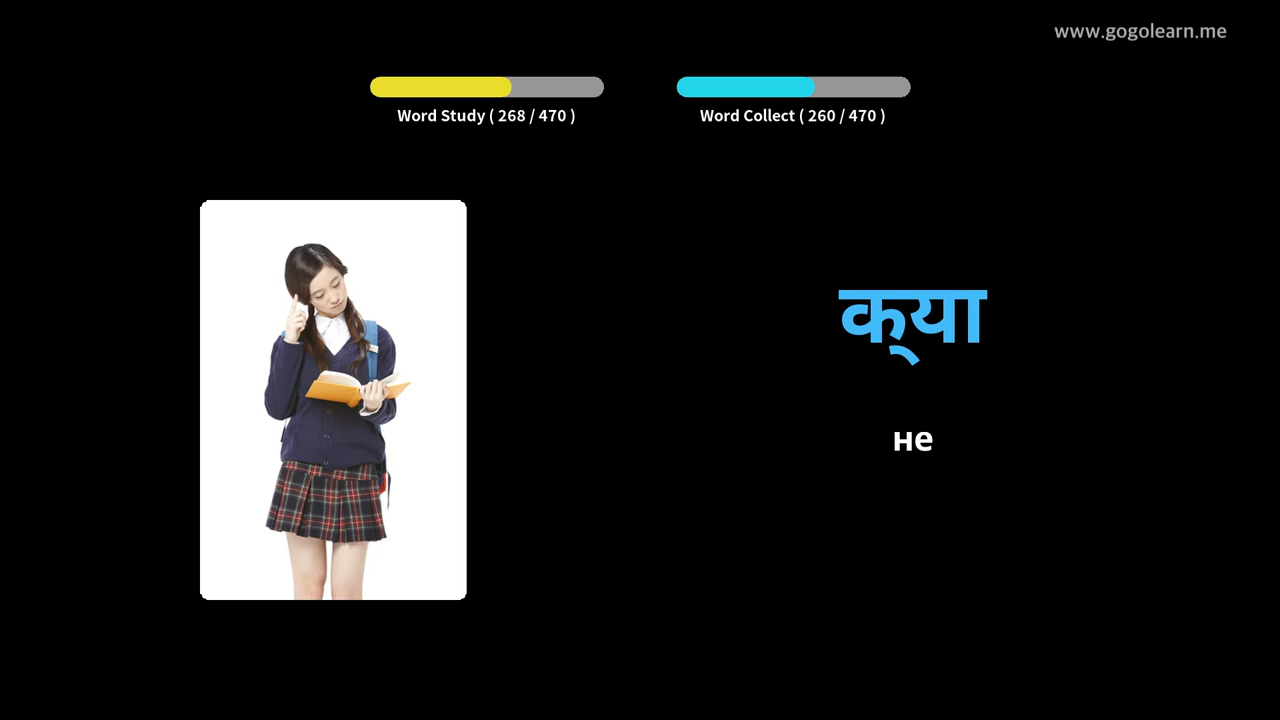 www.gogolearn.me
Word Study ( 268 / 470 )
Word Collect ( 260 / 470 )
क्‌या
не